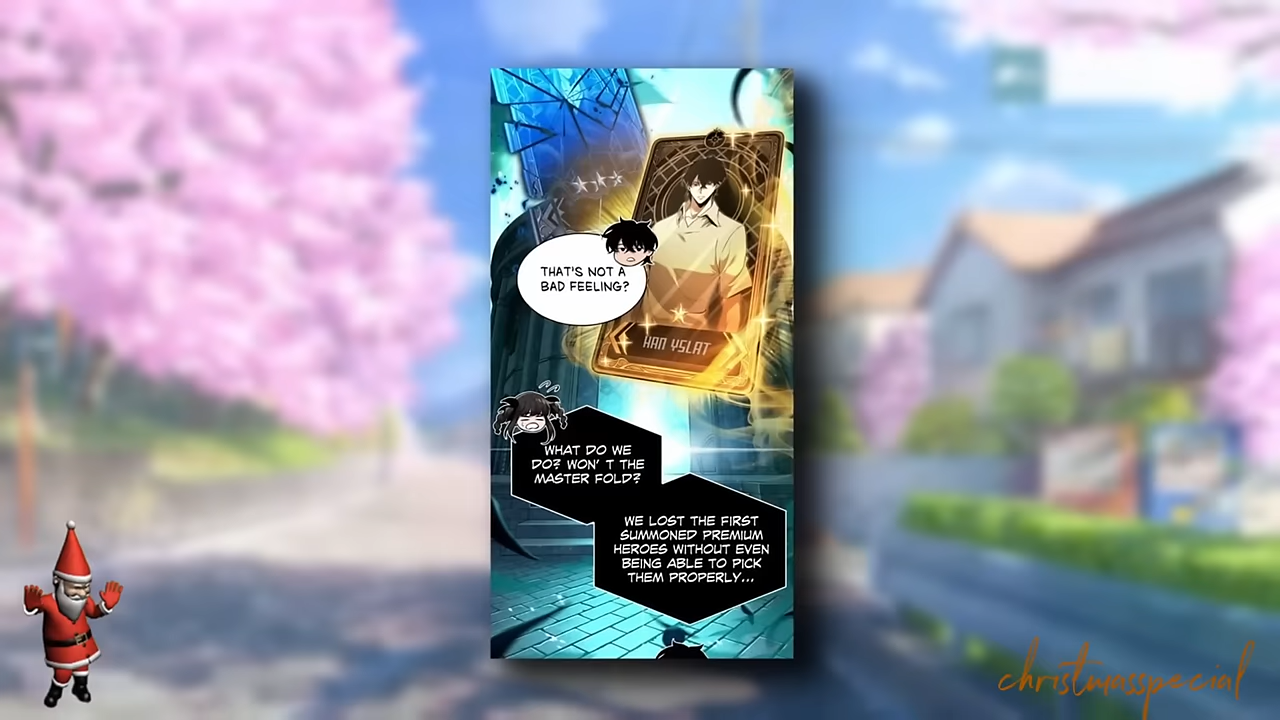 THAT'S NOT A
BAD FEELING?
HAN YSLAT
WHAT DO WE
DO? WON' T THE
MASTER FOLD?
WE LOST THE FIRST
SUMMONED PREMIUM
HEROES WITHOUT EVEN
BEING ABLE TO PICK
THEM PROPERLY...
christmasspecial